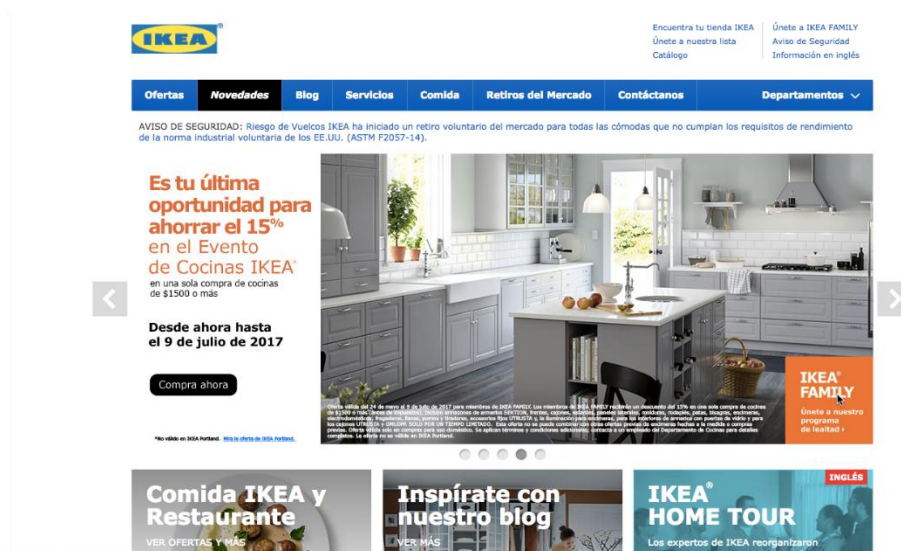 IKEA®
Encuentra tu tienda IKEA
Únete a nuestra lista
Catálogo
Únete a IKEA FAMILY
Aviso de Seguridad
Información en inglés
Ofertas Novedades Blog Servicios Comida Retiros del Mercado Contáctanos Departamentos
AVISO DE SEGURIDAD: Riesgo de Vuelcos IKEA ha iniciado un retiro voluntario del mercado para todas las cómodas que no cumplan los requisitos de rendimiento
de la norma industrial voluntaria de los EE.UU. (ASTM F2057-14).
Es tu última
oportunidad para
ahorrar el 15%
en el Evento
de Cocinas IKEA®
en una sola compra de cocinas
de $1500 o más
Desde ahora hasta
el 9 de julio de 2017
Compra ahora
*No válido en IKEA Portland. Mira la oferta de IKEA Portland.
IKEA®
FAMILY
Únete a nuestro
programa
de lealtad ›
Comida IKEA y
Restaurante
VER OFERTAS Y MÁS
Inspírate con
nuestro blog
VER MÁS
INGLÉS
IKEA®
HOME TOUR
Los expertos de IKEA reorganizaron